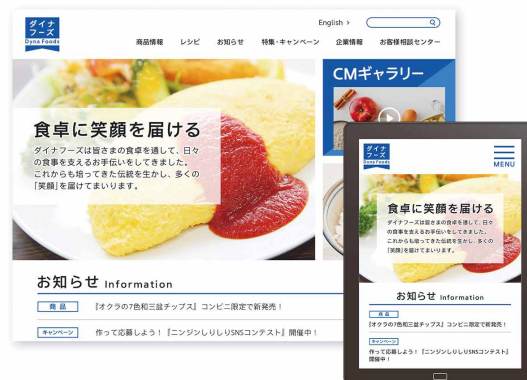 ダイナ
フーズ
Dyna Foods
English >
商品情報 レシピ お知らせ 特集・キャンペーン 企業情報 お客様相談センター
CMギャラリー
食卓に笑顔を届ける
ダイナフーズは皆さまの食卓を通して、日々
の食事を支えるお手伝いをしてきました。
これからも培ってきた伝統を生かし、多くの
「笑顔」を届けてまいります。
お知らせ Information
商品 『オクラの7色和三盆チップス』コンビニ限定で新発売！
キャンペーン 作って応募しよう！『ニンジンしりしりSNSコンテスト』開催中！
ダイナ
フーズ
Dyna Foods
MENU
食卓に笑顔を届ける
ダイナフーズは皆さまの食卓を通して、日々
の食事を支えるお手伝いをしてきました。
これからも培ってきた伝統を生かし、多くの
「笑顔」を届けてまいります。
お知らせ Information
商品
『オクラの7色和三盆チップス』コンビニ限定で新発売！
キャンペーン
作って応募しよう！『ニンジンしりしりSNSコンテスト』
開催中！